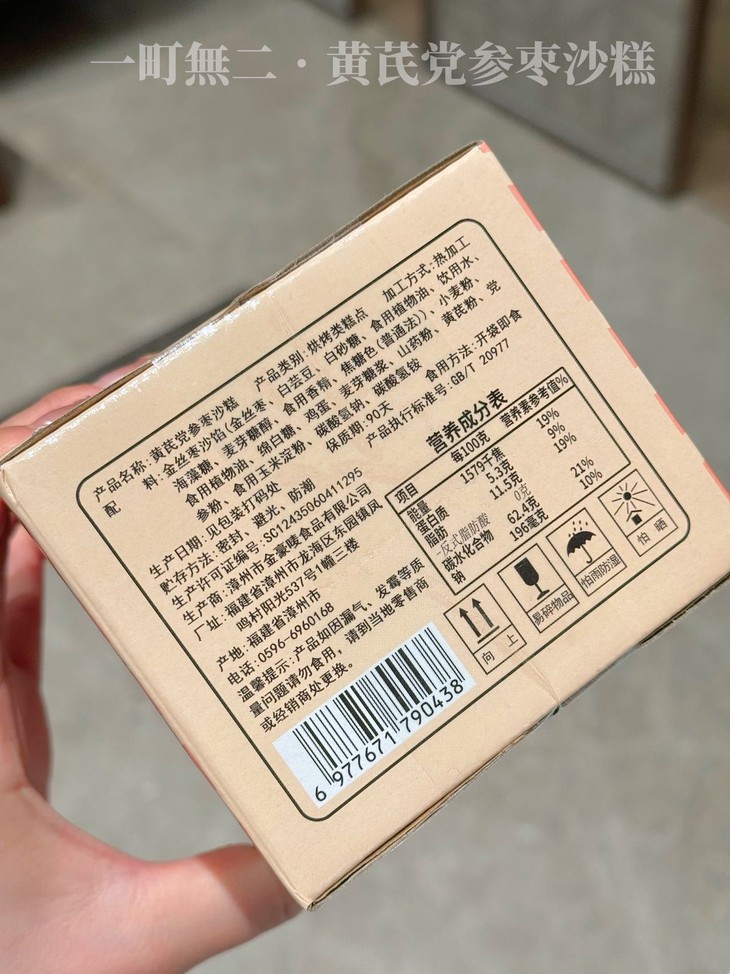 一町無二·黄芪党参枣沙糕
产品名称:黄芪党参枣沙糕 产品类别:烘烤类糕点 加工方式:热加工
配 料:金丝枣沙馅(金丝枣、白芸豆、白砂糖、食用植物油、饮用水、
海藻糖、麦芽糖醇、食用香精、焦糖色(普通法))、小麦粉、
食用植物油、绵白糖、鸡蛋、麦芽糖浆、山药粉、黄芪粉、党
参粉、食用玉米淀粉、碳酸氢钠、碳酸氢铵
生产日期:见包装打码处 保质期:90天 食用方法:开袋即食
贮存方法:密封、避光、防潮 产品执行标准号:GB/T 20977
生产许可证编号:SC12435060411295
生产商:漳州市金豪嗪食品有限公司
厂址:福建省漳州市龙海区东园镇凤
鸣村阳光537号1幢三楼
产地:福建省漳州市
电话:0596-6960168
温馨提示:产品如因漏气、发霉等质
量问题请勿食用,请到当地零售商
或经销商处更换。
营养成分表
项目 每100克 营养素参考值%
能量 1579千焦 19%
蛋白质 5.3克 9%
脂肪 11.5克 19%
-反式脂肪酸 0克
碳水化合物 62.4克 21%
钠 196毫克 10%
向上
易碎物品
怕雨防湿
怕晒
6 977671 790438